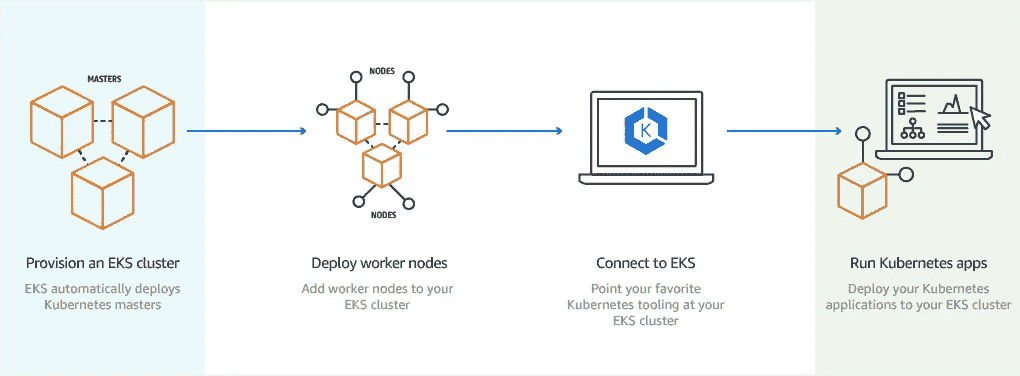 MASTERS
Provision an EKS cluster
EKS automatically deploys
Kubernetes masters
NODES
NODES
Deploy worker nodes
Add worker nodes to your
EKS cluster
K
Connect to EKS
Point your favorite
Kubernetes tooling at your
EKS cluster
Run Kubernetes apps
Deploy your Kubernetes
applications to your EKS cluster